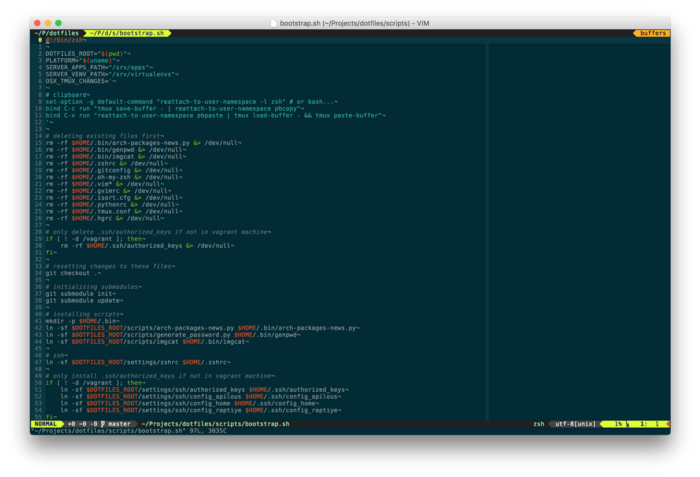 bootstrap.sh (~/Projects/dotfiles/scripts) - VIM
~/P/dotfiles ~/P/d/s/bootstrap.sh buffers
#!/bin/zsh¬
1 ¬
2 DOTFILES_ROOT="$(pwd)"¬
3 PLATFORM="$(uname)"¬
4 SERVER_APPS_PATH="/srv/apps"¬
5 SERVER_VENV_PATH="/srv/virtualenvs"¬
6 OSX_TMUX_CHANGES='¬
7 ¬
8 # clipboard¬
9 set-option -g default-command "reattach-to-user-namespace -l zsh" # or bash...¬
10 bind C-c run "tmux save-buffer - | reattach-to-user-namespace pbcopy"¬
11 bind C-v run "reattach-to-user-namespace pbpaste | tmux load-buffer - && tmux paste-buffer"¬
12 '¬
13 ¬
14 # deleting existing files first¬
15 rm -rf $HOME/.bin/arch-packages-news.py &> /dev/null¬
16 rm -rf $HOME/.bin/genpwd &> /dev/null¬
17 rm -rf $HOME/.bin/imgcat &> /dev/null¬
18 rm -rf $HOME/.zshrc &> /dev/null¬
19 rm -rf $HOME/.gitconfig &> /dev/null¬
20 rm -rf $HOME/.oh-my-zsh &> /dev/null¬
21 rm -rf $HOME/.vim* &> /dev/null¬
22 rm -rf $HOME/.gvimrc &> /dev/null¬
23 rm -rf $HOME/.isort.cfg &> /dev/null¬
24 rm -rf $HOME/.pythonrc &> /dev/null¬
25 rm -rf $HOME/.tmux.conf &> /dev/null¬
26 rm -rf $HOME/.hgrc &> /dev/null¬
27 ¬
28 # only delete .ssh/authorized_keys if not in vagrant machine¬
29 if [ ! -d /vagrant ]; then¬
30 rm -rf $HOME/.ssh/authorized_keys &> /dev/null¬
31 fi¬
32 ¬
33 # resetting changes to these files¬
34 git checkout .¬
35 ¬
36 # initializing submodules¬
37 git submodule init¬
38 git submodule update¬
39 ¬
40 # installing scripts¬
41 mkdir -p $HOME/.bin¬
42 ln -sf $DOTFILES_ROOT/scripts/arch-packages-news.py $HOME/.bin/arch-packages-news.py¬
43 ln -sf $DOTFILES_ROOT/scripts/generate_password.py $HOME/.bin/genpwd¬
44 ln -sf $DOTFILES_ROOT/scripts/imgcat $HOME/.bin/imgcat¬
45 ¬
46 # zsh¬
47 ln -sf $DOTFILES_ROOT/settings/zshrc $HOME/.zshrc¬
48 ¬
49 # only install .ssh/authorized_keys if not in vagrant machine¬
50 if [ ! -d /vagrant ]; then¬
51 ln -sf $DOTFILES_ROOT/settings/ssh/authorized_keys $HOME/.ssh/authorized_keys¬
52 ln -sf $DOTFILES_ROOT/settings/ssh/config_apilous $HOME/.ssh/config_apilous¬
53 ln -sf $DOTFILES_ROOT/settings/ssh/config_home $HOME/.ssh/config_home¬
54 ln -sf $DOTFILES_ROOT/settings/ssh/config_raptiye $HOME/.ssh/config_raptiye¬
55 fi¬
NORMAL +0 ~0 -0 master ~/Projects/dotfiles/scripts/bootstrap.sh zsh utf-8[unix] 1% 1: 1
"~/Projects/dotfiles/scripts/bootstrap.sh" 97L, 3035C